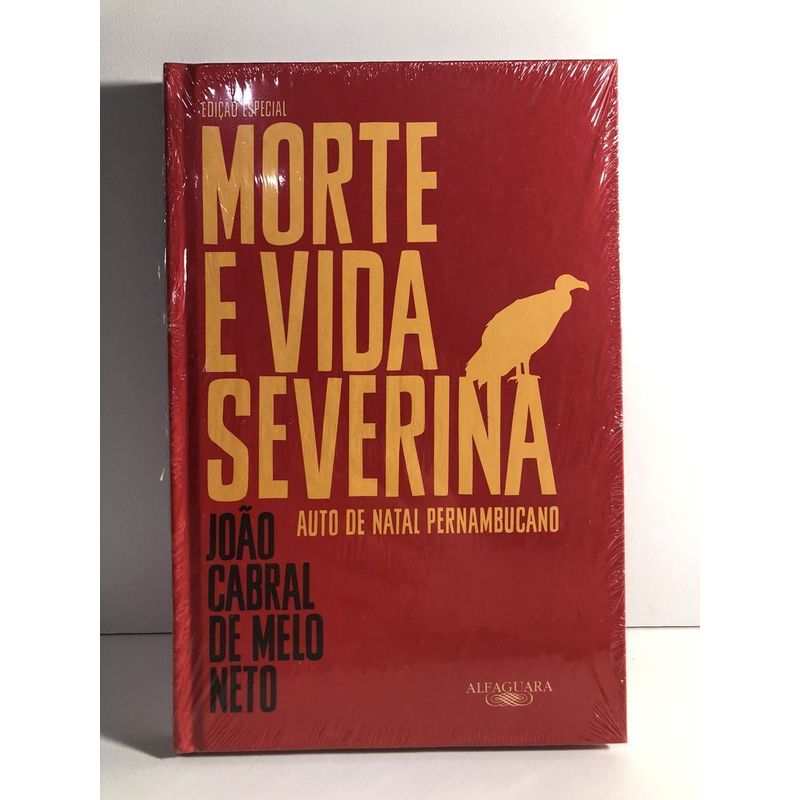 EDIÇÃO ESPECIAL
MORTE
E VIDA
SEVERINA
AUTO DE NATAL PERNAMBUCANO
JOÃO
CABRAL
DE MELO
NETO
ALFAGUARA